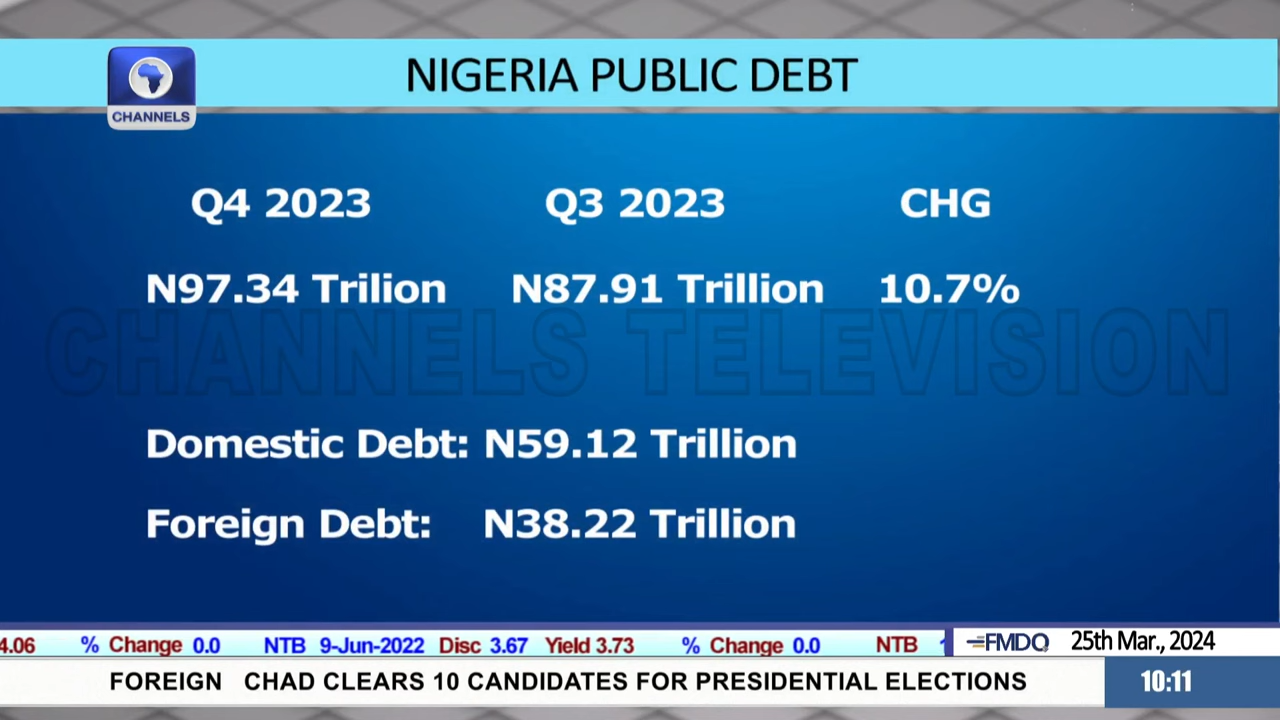 NIGERIA PUBLIC DEBT
CHANNELS
Q4 2023 Q3 2023 CHG
N97.34 Trilion N87.91 Trillion 10.7%
CHANNELS TELEVISION
Domestic Debt: N59.12 Trillion
Foreign Debt: N38.22 Trillion
4.06 % Change 0.0 NTB 9-Jun-2022 Disc 3.67 Yield 3.73 % Change 0.0 NTB FMDQ 25th Mar., 2024
FOREIGN CHAD CLEARS 10 CANDIDATES FOR PRESIDENTIAL ELECTIONS 10:11